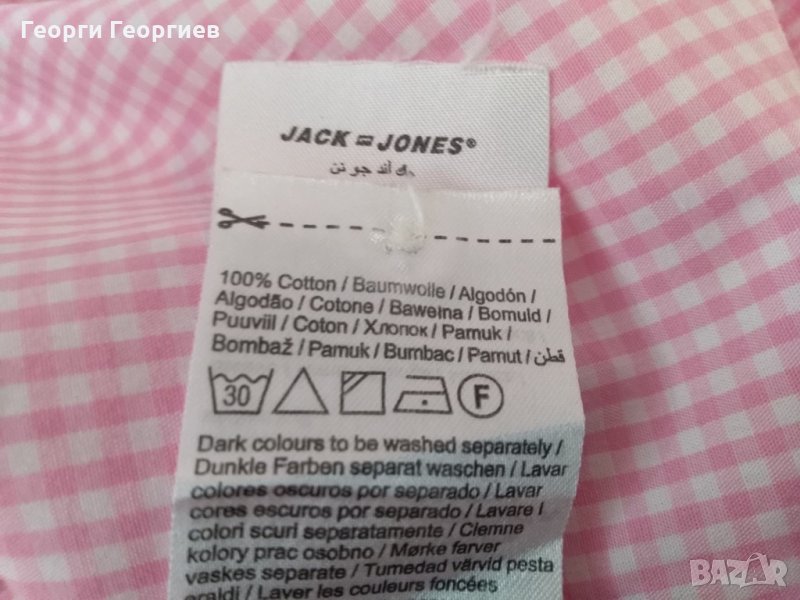 Георги Георгиев
JACK = JONES®
ك أند جونز
100% Cotton / Baumwolle / Algodón /
Algodão / Cotone / Bawełna / Bomuld /
Puuvill / Coton / Хлопок / Pamuk /
Bombaž / Pamuk / Bumbac / Pamut / قطن
30
F
Dark colours to be washed separately /
Dunkle Farben separat waschen / Lavar
colores oscuros por separado / Lavar
cores escuros por separado / Lavare i
colori scuri separatamente / Ciemne
kolory prac osobno / Mørke farver
vaskes separate / Tumedad värvid pesta
eraldi / Laver les couleurs foncées
BAZAR